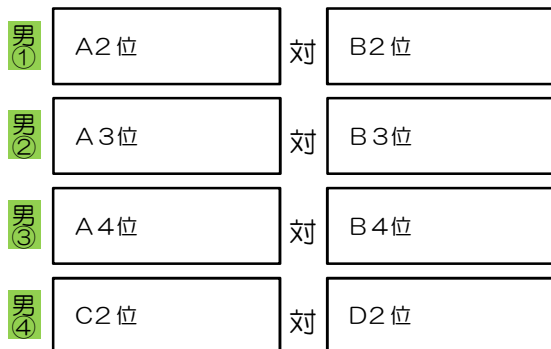 男① A2位 対 B2位
男② A3位 対 B3位
男③ A4位 対 B4位
男④ C2位 対 D2位